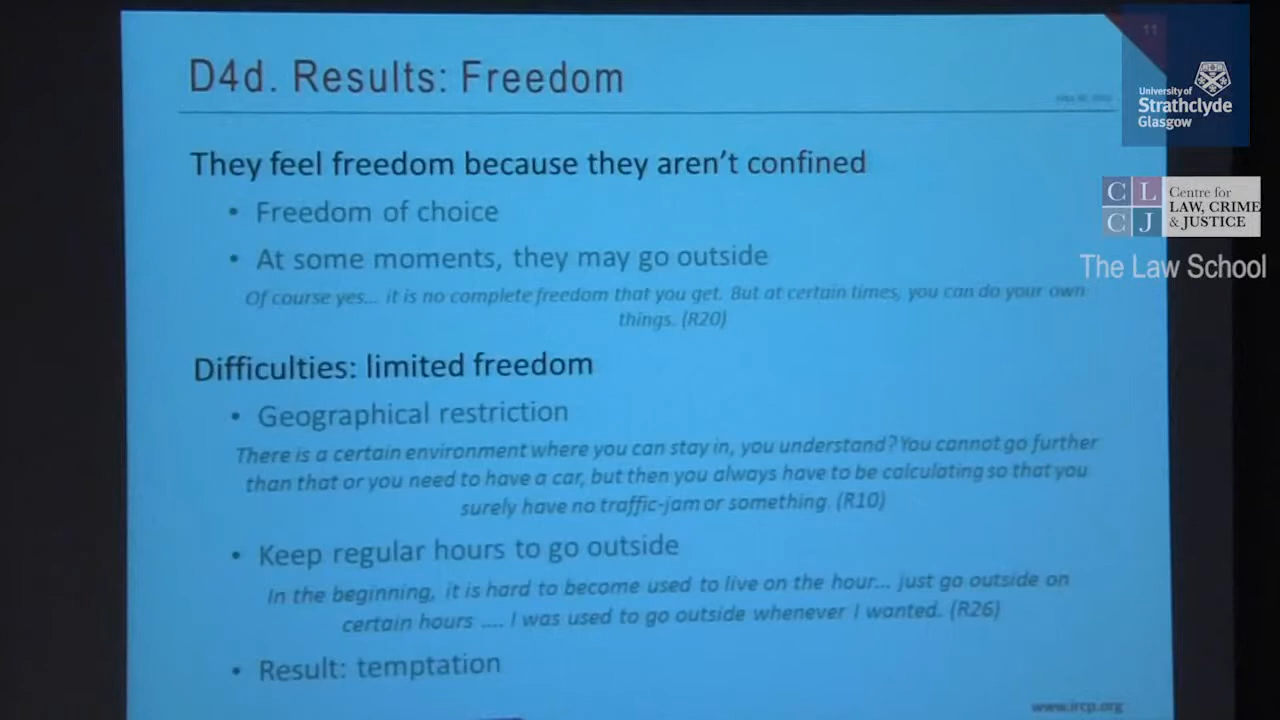 11
D4d. Results: Freedom
University of
Strathclyde
Glasgow
They feel freedom because they aren't confined
• Freedom of choice
• At some moments, they may go outside
Of course yes... it is no complete freedom that you get. But at certain times, you can do your own
things. (R20)
C L
C J
Centre for
LAW, CRIME
& JUSTICE
The Law School
Difficulties: limited freedom
• Geographical restriction
There is a certain environment where you can stay in, you understand? You cannot go further
than that or you need to have a car, but then you always have to be calculating so that you
surely have no traffic-jam or something. (R10)
• Keep regular hours to go outside
In the beginning, it is hard to become used to live on the hour... just go outside on
certain hours .... I was used to go outside whenever I wanted. (R26)
• Result: temptation
www.ircp.org